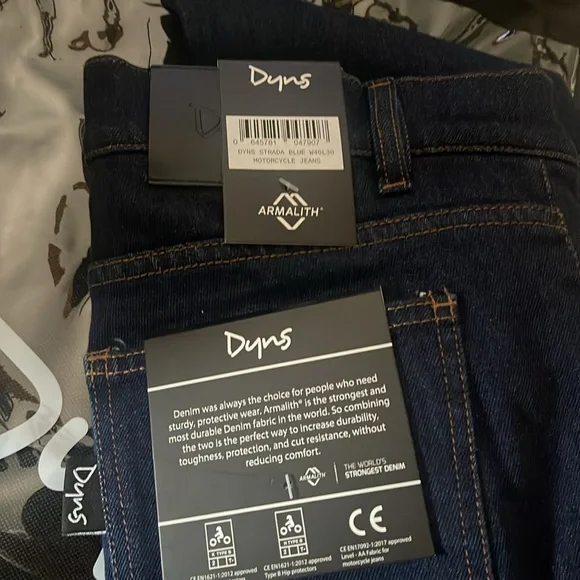 Dyns
0 645781 047907
DYNS STRADA BLUE W40L30
MOTORCYCLE JEANS
ARMALITH®
Dyns
Denim was always the choice for people who need
sturdy, protective wear. Armalith® is the strongest and
most durable Denim fabric in the world. So combining
the two is the perfect way to increase durability,
toughness, protection, and cut resistance, without
reducing comfort.
ARMALITH® THE WORLD'S
STRONGEST DENIM
Dyns
CE EN1621-1:2012 approved
CE EN1621-1:2012 approved
Type B Hip protectors
CE
CE EN17092-1:2017 approved
Level - AA Fabric for
motorcycle jeans